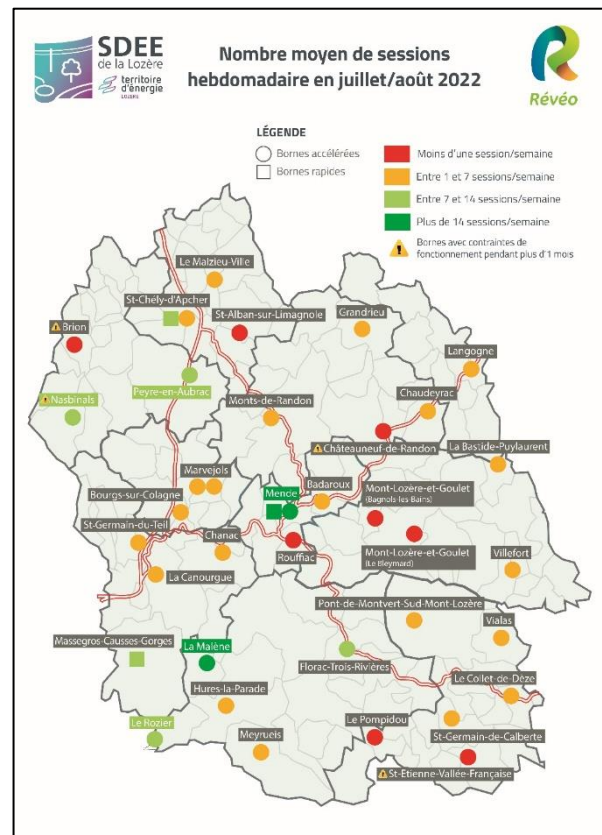 SDEE
de la Lozère
territoire
d'énergie
LOZÈRE
Nombre moyen de sessions
hebdomadaire en juillet/août 2022
Révéo
LÉGENDE
Bornes accélérées
Bornes rapides
Moins d'une session/semaine
Entre 1 et 7 sessions/semaine
Entre 7 et 14 sessions/semaine
Plus de 14 sessions/semaine
Bornes avec contraintes de
fonctionnement pendant plus d'1 mois
Le Malzieu-Ville
St-Chély-d'Apcher
St-Alban-sur-Limagnole
Grandrieu
Brion
Langogne
Peyre-en-Aubrac
Chaudeyrac
Nasbinals
Monts-de-Randon
Châteauneuf-de-Randon
La Bastide-Puylaurent
Marvejols
Badaroux
Mont-Lozère-et-Goulet
(Bagnols-les-Bains)
Mende
Bourgs-sur-Colagne
St-Germain-du-Teil
Chanac
Rouffiac
Mont-Lozère-et-Goulet
(Le Bleymard)
Villefort
La Canourgue
Pont-de-Montvert-Sud-Mont-Lozère
Massegros-Causses-Gorges
La Malène
Vialas
Florac-Trois-Rivières
Hures-la-Parade
Le Collet-de-Dèze
Le Rozier
Le Pompidou
Meyrueis
St-Germain-de-Calberte
St-Etienne-Vallée-Française